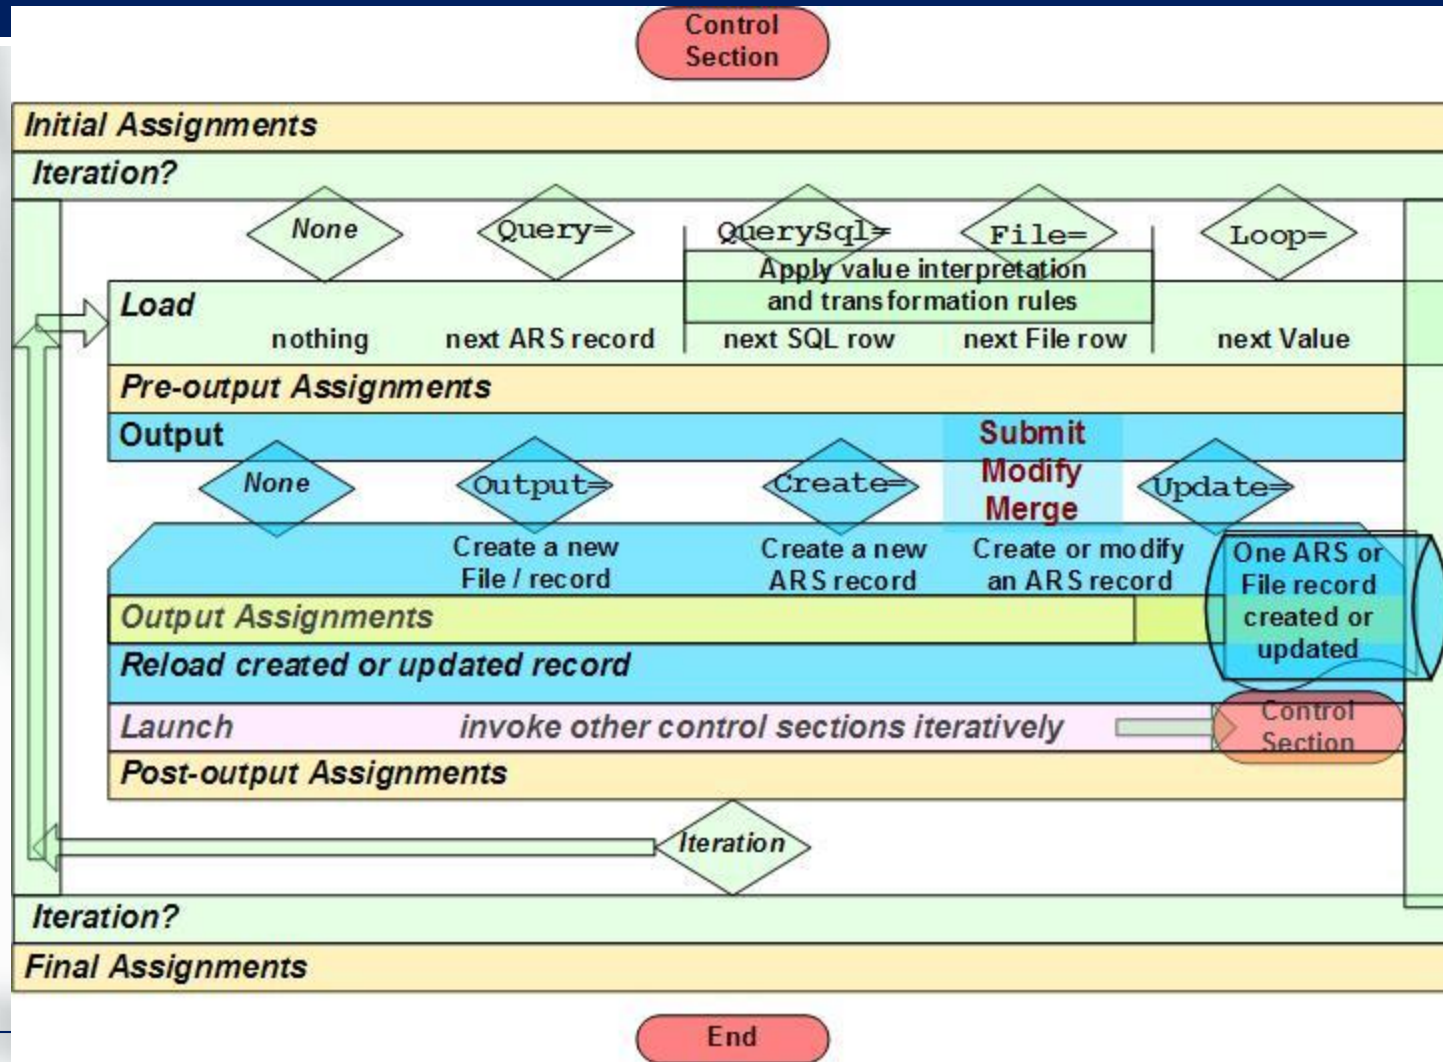 Control
Section
Initial Assignments
Iteration?
None
Query=
QuerySql=
File=
Loop=
Apply value interpretation
and transformation rules
Load
nothing
next ARS record
next SQL row
next File row
next Value
Pre-output Assignments
Output
None
Output=
Create=
Submit
Modify
Merge
Update=
Create a new
File / record
Create a new
ARS record
Create or modify
an ARS record
One ARS or
File record
created or
updated
Output Assignments
Reload created or updated record
Launch
invoke other control sections iteratively
Control
Section
Post-output Assignments
Iteration
Iteration?
Final Assignments
End